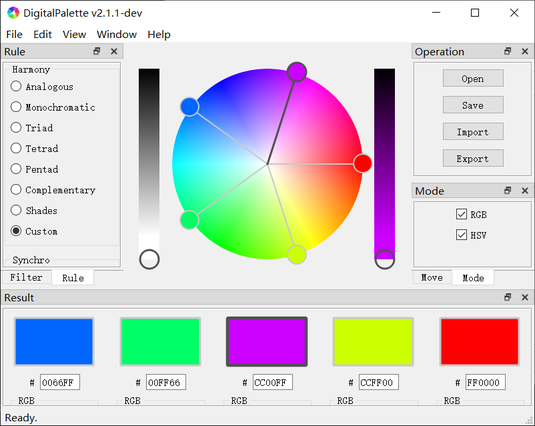 DigitalPalette v2.1.1-dev
File Edit View Window Help
Rule
Harmony
Analogous
Monochromatic
Triad
Tetrad
Pentad
Complementary
Shades
Custom
Synchro
Filter Rule
Operation
Open
Save
Import
Export
Mode
RGB
HSV
Move Mode
Result
# 0066FF # 00FF66 # CC00FF # CCFF00 # FF0000
RGB RGB RGB RGB RGB
Ready.